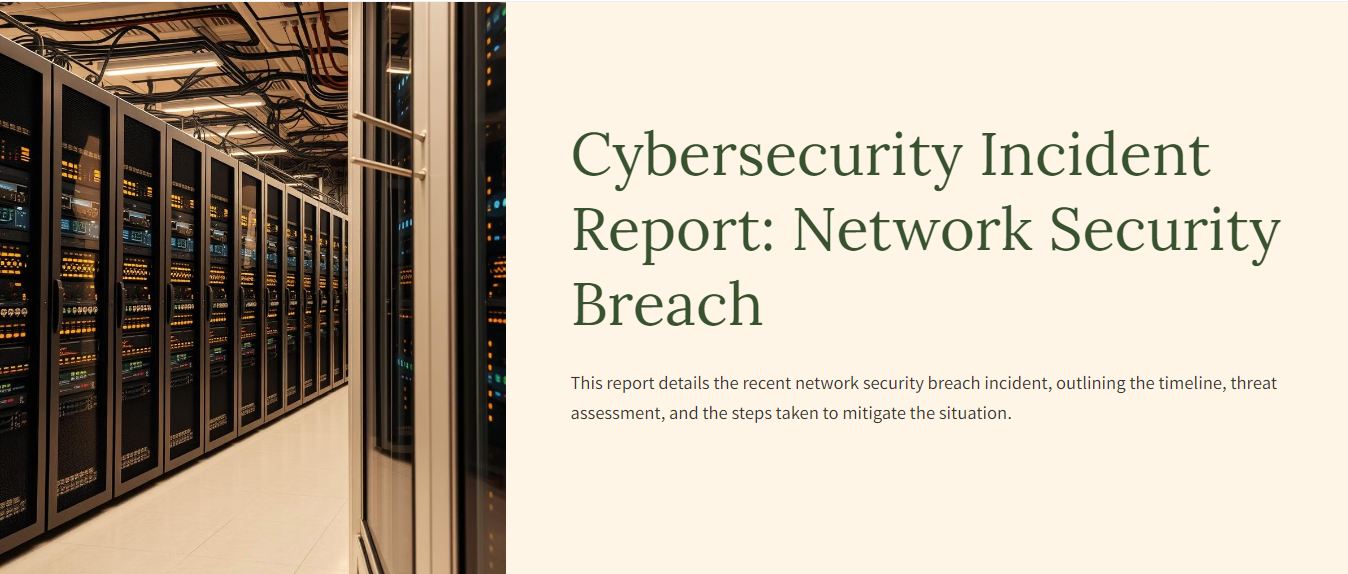 Cybersecurity Incident
Report: Network Security
Breach
This report details the recent network security breach incident, outlining the timeline, threat
assessment, and the steps taken to mitigate the situation.